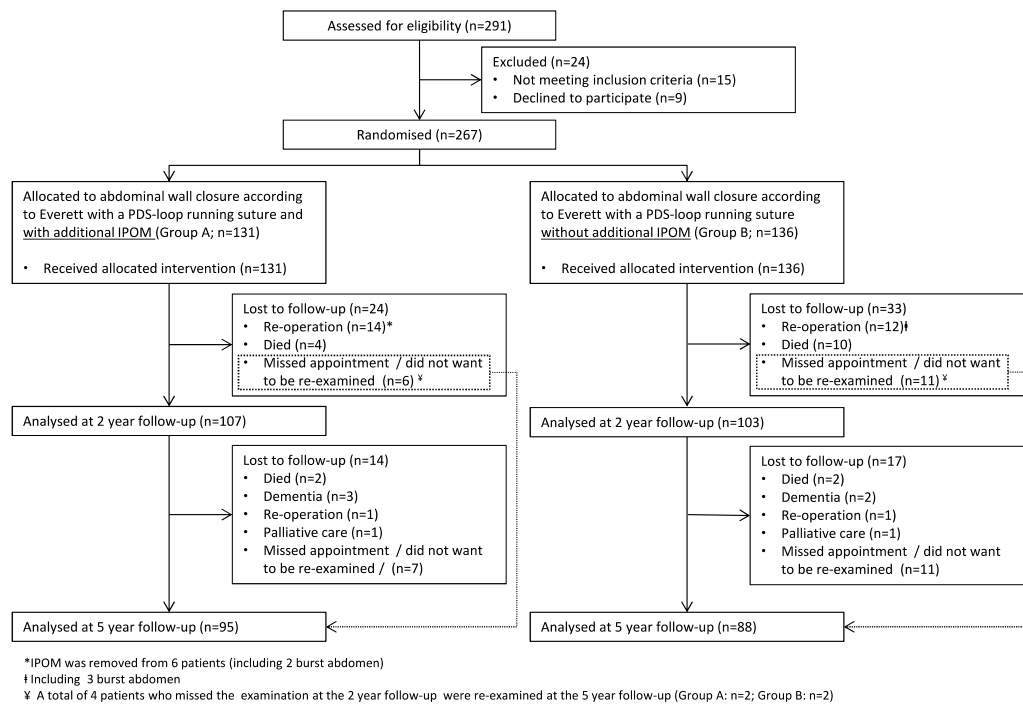 Assessed for eligibility (n=291)
Excluded (n=24)
• Not meeting inclusion criteria (n=15)
• Declined to participate (n=9)
Randomised (n=267)
Allocated to abdominal wall closure according
to Everett with a PDS-loop running suture and
with additional IPOM (Group A; n=131)
• Received allocated intervention (n=131)
Allocated to abdominal wall closure according
to Everett with a PDS-loop running suture
without additional IPOM (Group B; n=136)
• Received allocated intervention (n=136)
Lost to follow-up (n=24)
• Re-operation (n=14)*
• Died (n=4)
• Missed appointment / did not want
to be re-examined (n=6) ¥
Lost to follow-up (n=33)
• Re-operation (n=12)ǂ
• Died (n=10)
• Missed appointment / did not want
to be re-examined (n=11) ¥
Analysed at 2 year follow-up (n=107)
Analysed at 2 year follow-up (n=103)
Lost to follow-up (n=14)
• Died (n=2)
• Dementia (n=3)
• Re-operation (n=1)
• Palliative care (n=1)
• Missed appointment / did not want
to be re-examined / (n=7)
Lost to follow-up (n=17)
• Died (n=2)
• Dementia (n=2)
• Re-operation (n=1)
• Palliative care (n=1)
• Missed appointment / did not want
to be re-examined (n=11)
Analysed at 5 year follow-up (n=95)
Analysed at 5 year follow-up (n=88)
*IPOM was removed from 6 patients (including 2 burst abdomen)
ǂ Including 3 burst abdomen
¥ A total of 4 patients who missed the examination at the 2 year follow-up were re-examined at the 5 year follow-up (Group A: n=2; Group B: n=2)